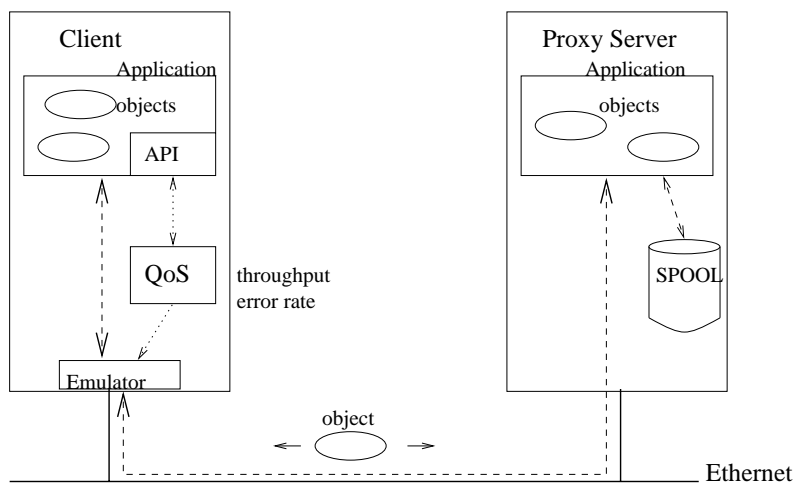 Client
Application
objects
API
QoS
throughput
error rate
Emulator
Proxy Server
Application
objects
SPOOL
object
Ethernet